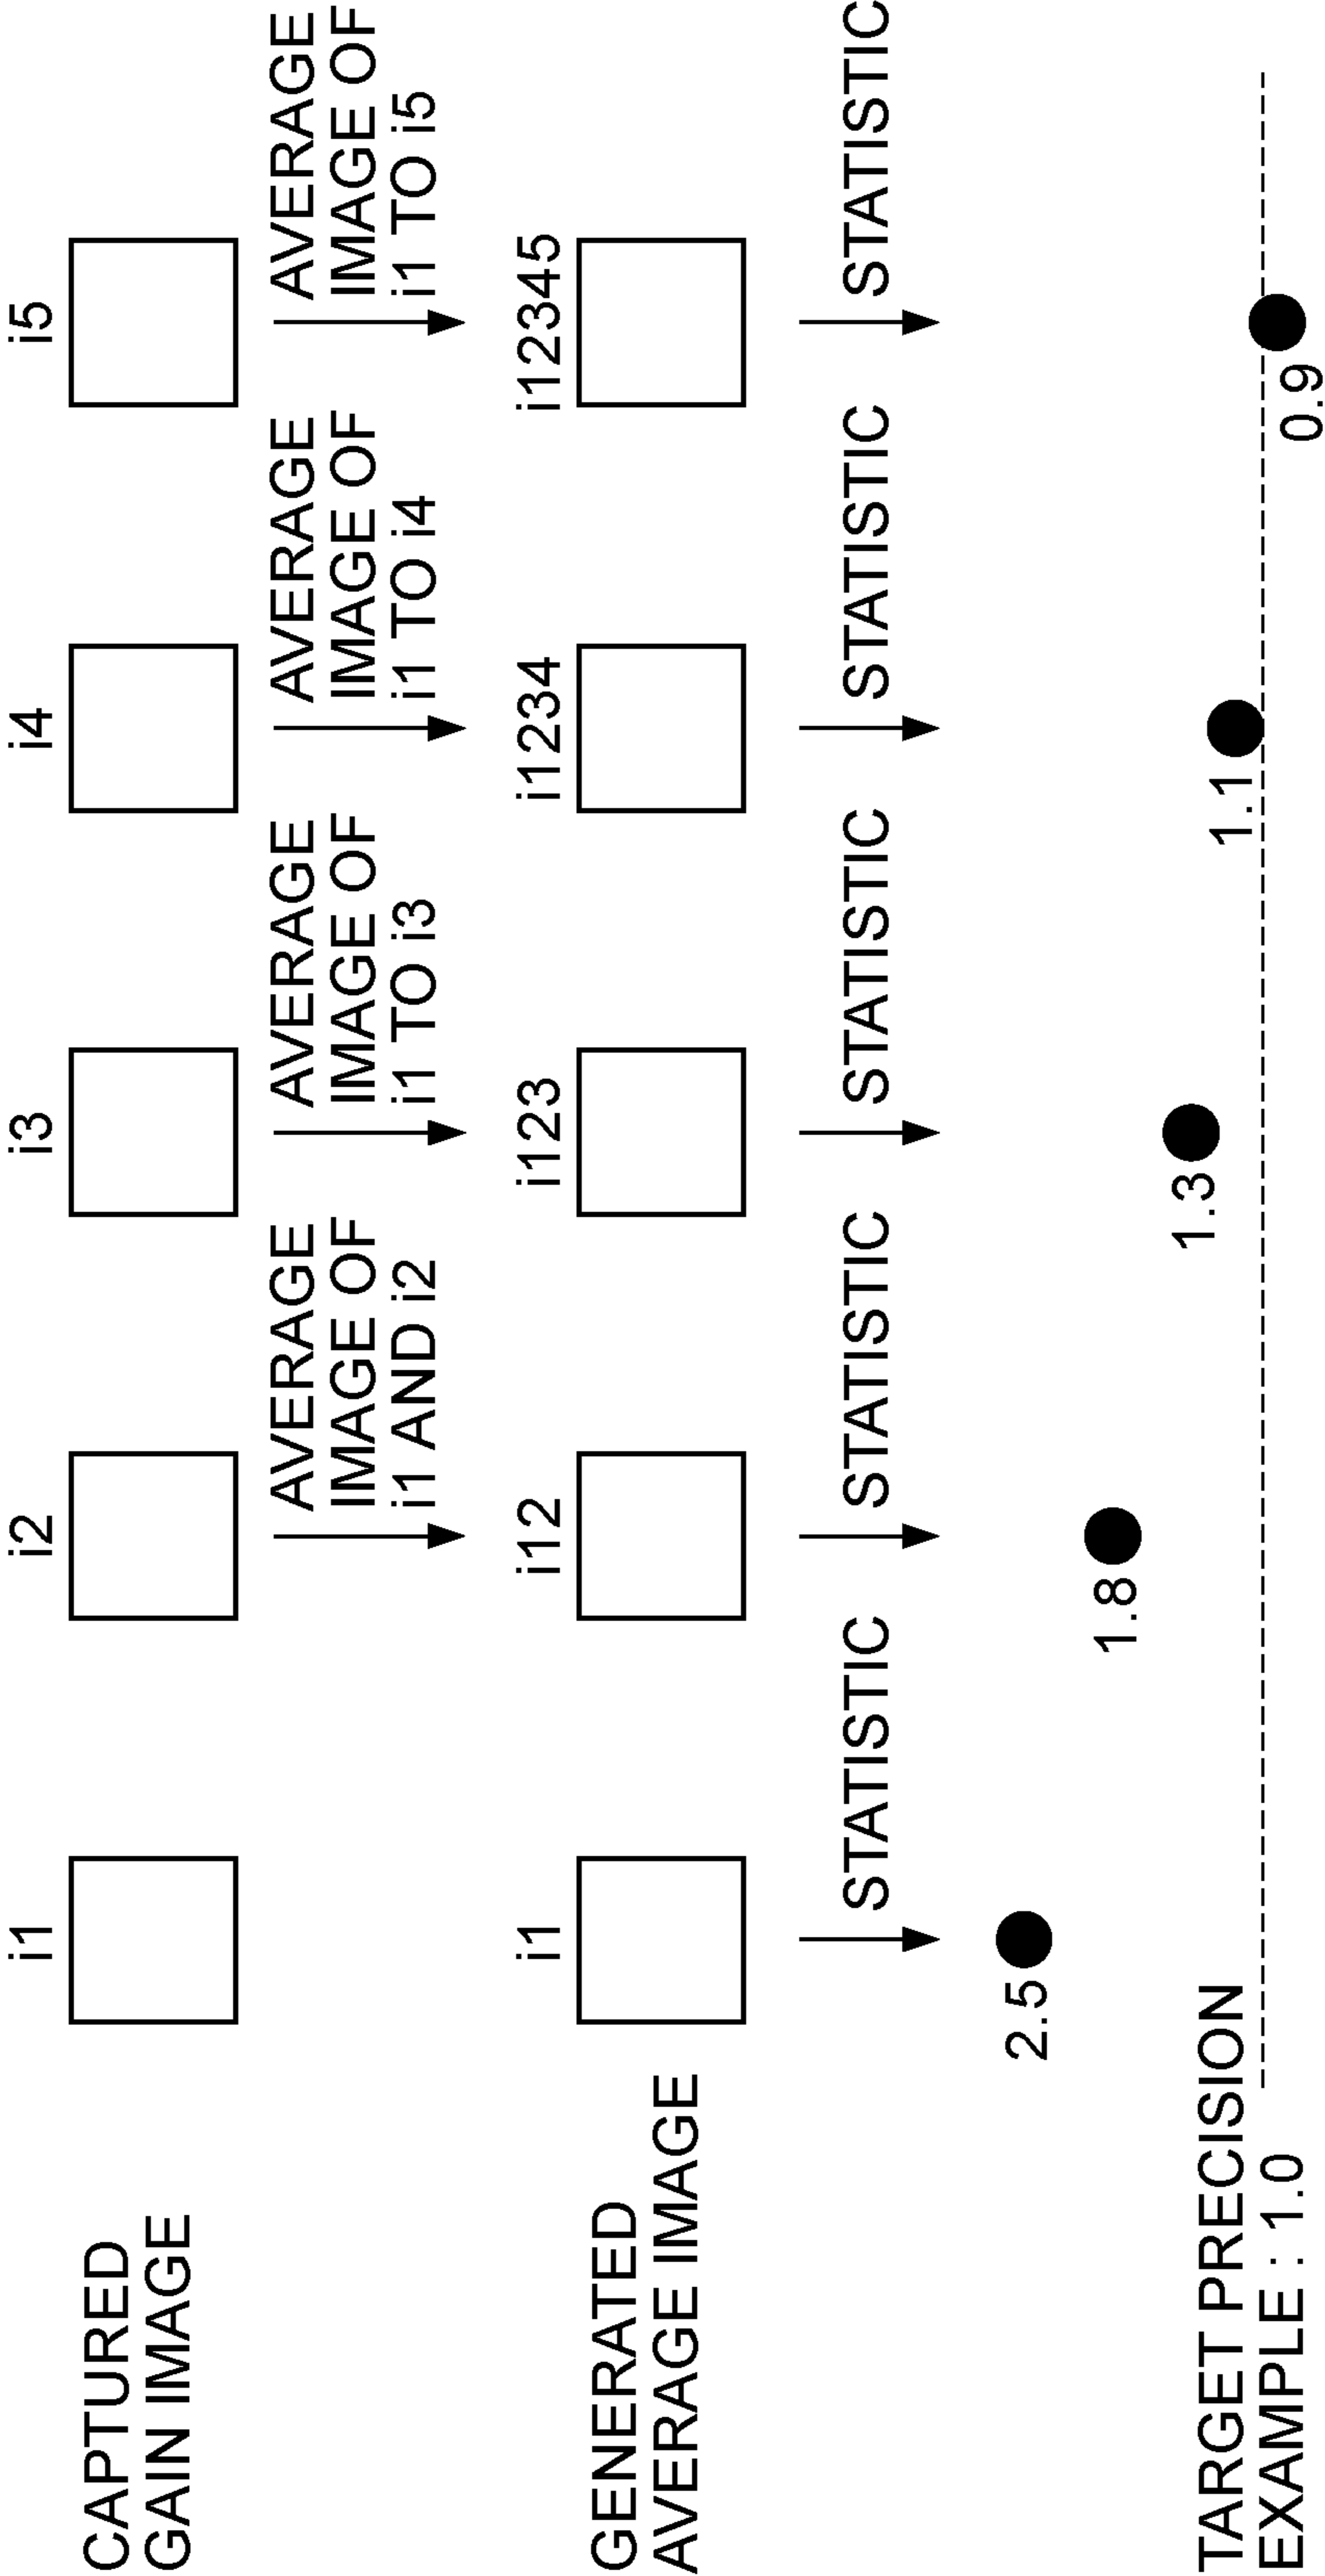 CAPTURED
GAIN IMAGE
i1
i2
i3
i4
i5
AVERAGE
IMAGE OF
i1 AND i2
AVERAGE
IMAGE OF
i1 TO i3
AVERAGE
IMAGE OF
i1 TO i4
AVERAGE
IMAGE OF
i1 TO i5
GENERATED
AVERAGE IMAGE
i1
i12
i123
i1234
i12345
STATISTIC
STATISTIC
STATISTIC
STATISTIC
STATISTIC
2.5
1.8
1.3
1.1
0.9
TARGET PRECISION
EXAMPLE : 1.0